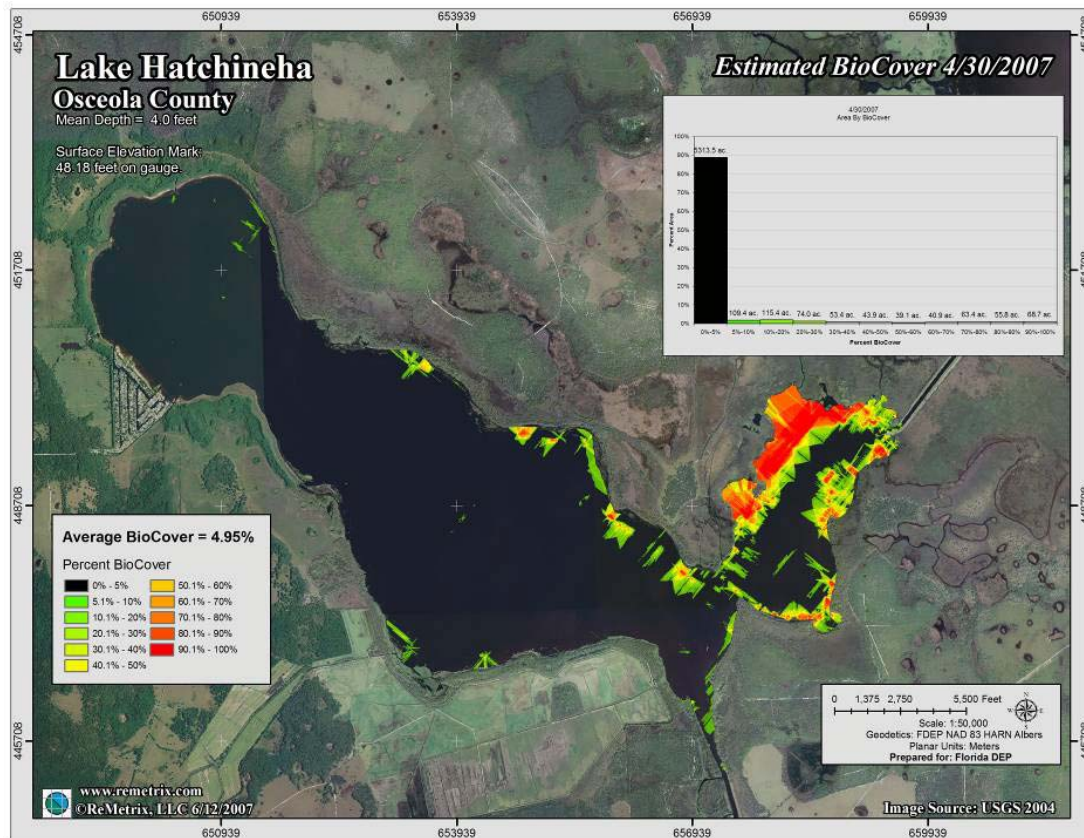 650939 653939 656939 659939
454708
454708
Lake Hatchineha
Osceola County
Mean Depth = 4.0 feet
Surface Elevation Mark:
48.18 feet on gauge.
Estimated BioCover 4/30/2007
4/30/2007
Area By BioCover
100%
90%
80%
70%
60%
50%
40%
30%
20%
10%
0%
Percent Area
5313.5 ac.
109.4 ac. 115.4 ac. 74.0 ac. 53.4 ac. 43.9 ac. 39.1 ac. 40.9 ac. 63.4 ac. 55.8 ac. 68.7 ac.
0%-5% 5%-10% 10%-20% 20%-30% 30%-40% 40%-50% 50%-60% 60%-70% 70%-80% 80%-90% 90%-100%
Percent BioCover
451708
451708
448708
448708
Average BioCover = 4.95%
Percent BioCover
0% - 5%
5.1% - 10%
10.1% - 20%
20.1% - 30%
30.1% - 40%
40.1% - 50%
50.1% - 60%
60.1% - 70%
70.1% - 80%
80.1% - 90%
90.1% - 100%
445708
445708
0 1,375 2,750 5,500 Feet
N
W E
S
Scale: 1:50,000
Geodetics: FDEP NAD 83 HARN Albers
Planar Units: Meters
Prepared for: Florida DEP
www.remetrix.com
©ReMetrix, LLC 6/12/2007
Image Source: USGS 2004
650939 653939 656939 659939